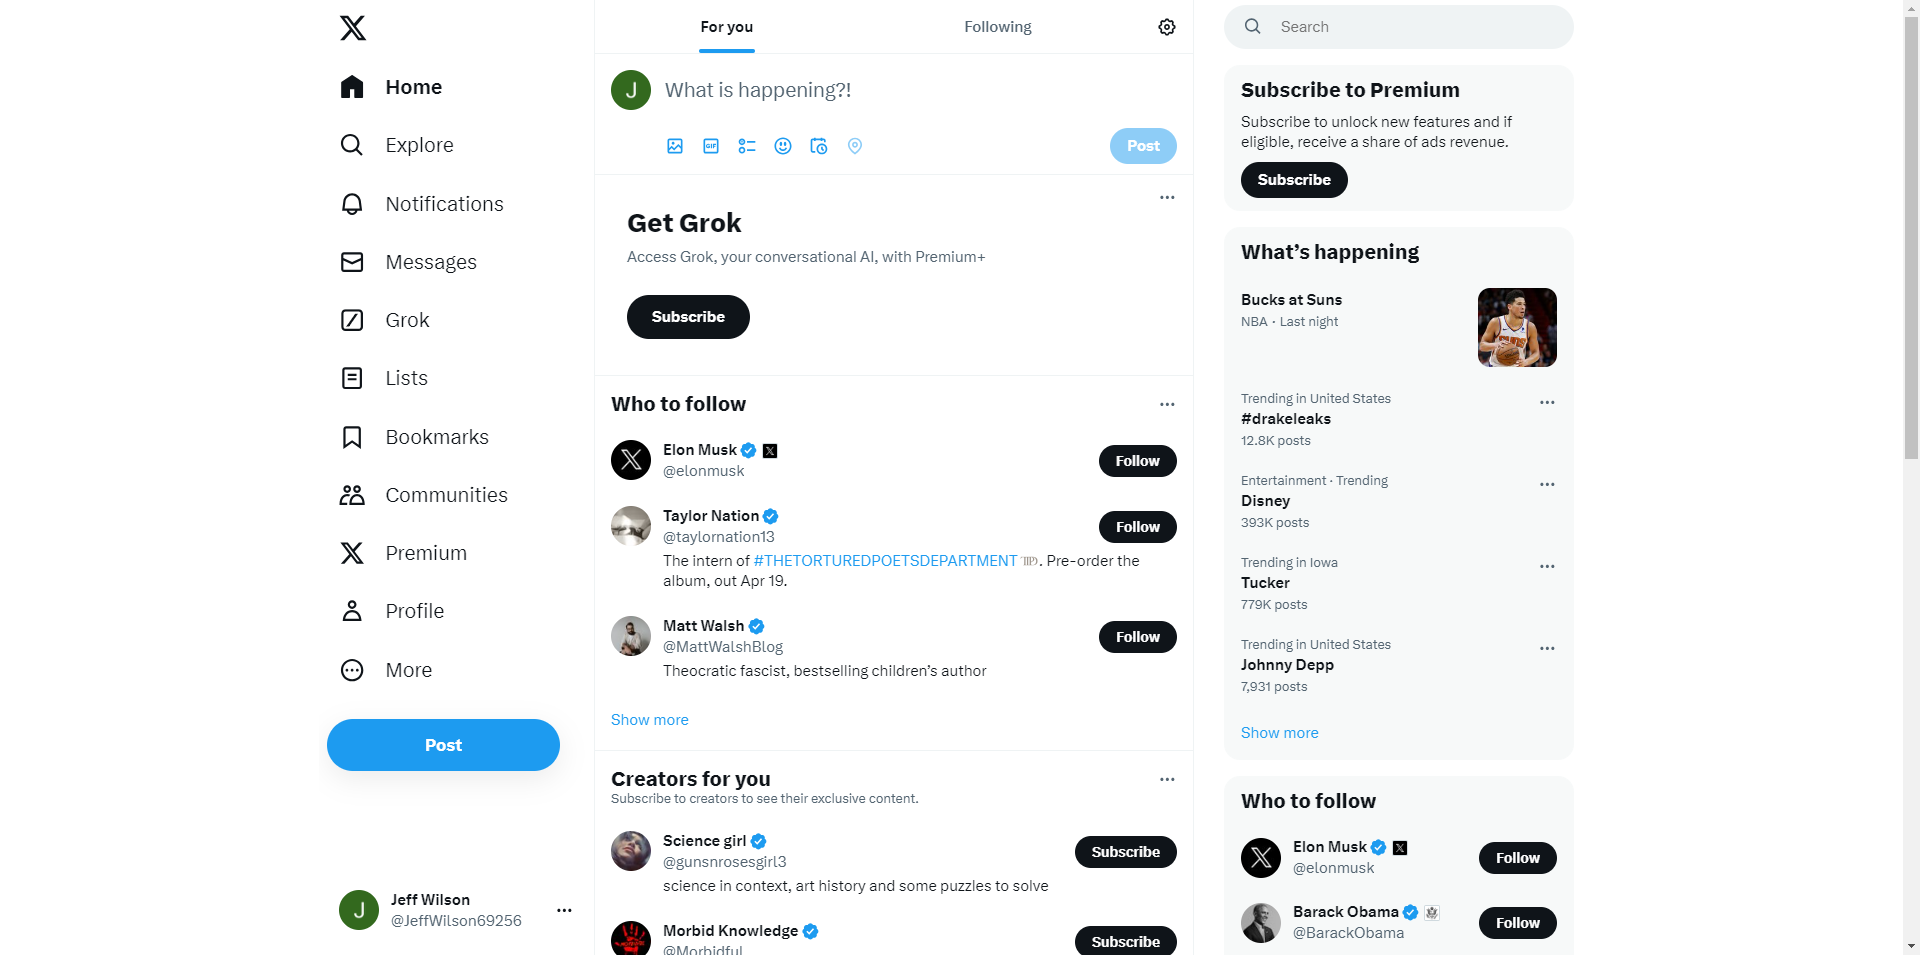 Home
Explore
Notifications
Messages
Grok
Lists
Bookmarks
Communities
Premium
Profile
More
Post
J
Jeff Wilson
@JeffWilson69256
For you
Following
J
What is happening?!
GIF
Post
Get Grok
Access Grok, your conversational AI, with Premium+
Subscribe
Who to follow
Elon Musk
@elonmusk
Follow
Taylor Nation
@taylornation13
Follow
The intern of #THETORTUREDPOETSDEPARTMENT. Pre-order the
album, out Apr 19.
Matt Walsh
@MattWalshBlog
Follow
Theocratic fascist, bestselling children’s author
Show more
Creators for you
Subscribe to creators to see their exclusive content.
Science girl
@gunsnrosesgirl3
Subscribe
science in context, art history and some puzzles to solve
Morbid Knowledge
@Morbidful
Subscribe
Search
Subscribe to Premium
Subscribe to unlock new features and if
eligible, receive a share of ads revenue.
Subscribe
What’s happening
Bucks at Suns
NBA · Last night
Trending in United States
#drakeleaks
12.8K posts
Entertainment · Trending
Disney
393K posts
Trending in Iowa
Tucker
779K posts
Trending in United States
Johnny Depp
7,931 posts
Show more
Who to follow
Elon Musk
@elonmusk
Follow
Barack Obama
@BarackObama
Follow